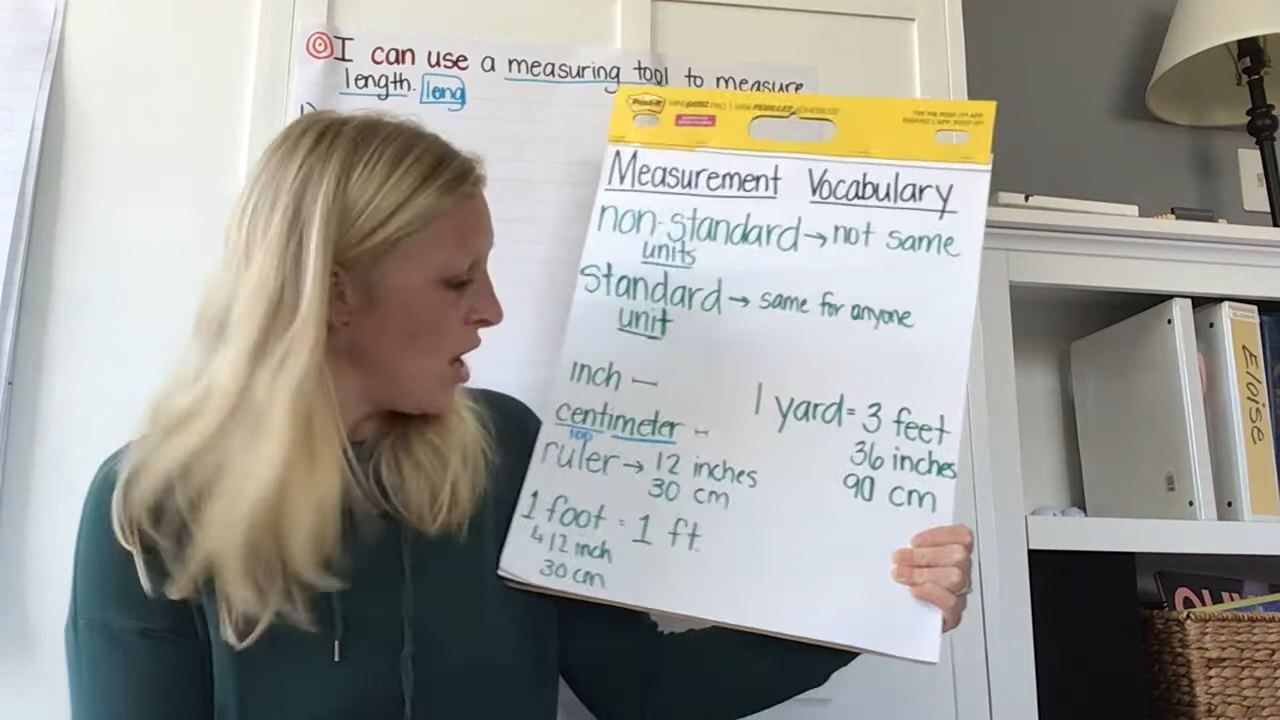 I can use a measuring tool to measure
length. long
Post-it
Measurement Vocabulary
non-standard → not same
units
standard → same for anyone
unit
inch
centimeter
100
ruler → 12 inches
30 cm
1 foot = 1 ft.
12 inch
30 cm
1 yard = 3 feet
36 inches
90 cm
Eloise